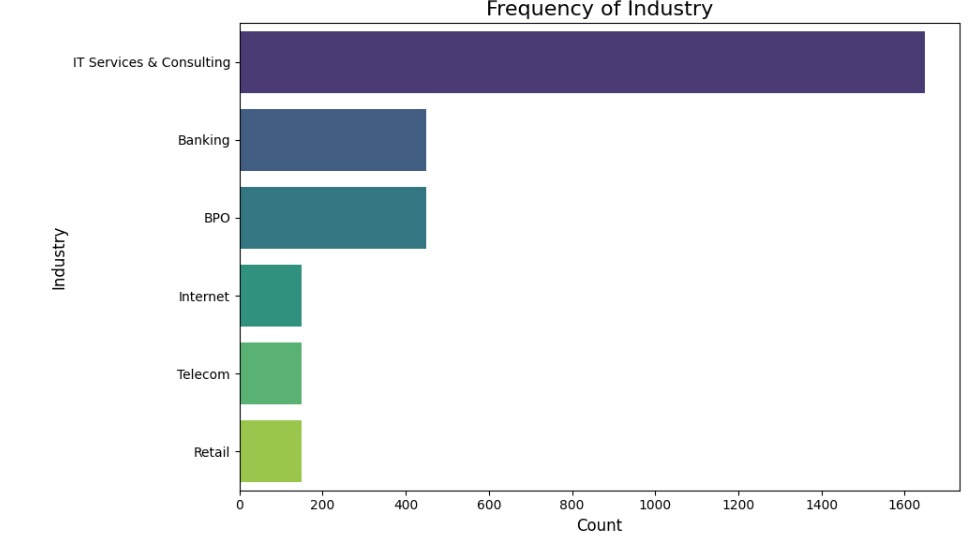 Frequency of Industry
IT Services & Consulting
Banking
BPO
Internet
Telecom
Retail
Industry
0 200 400 600 800 1000 1200 1400 1600
Count